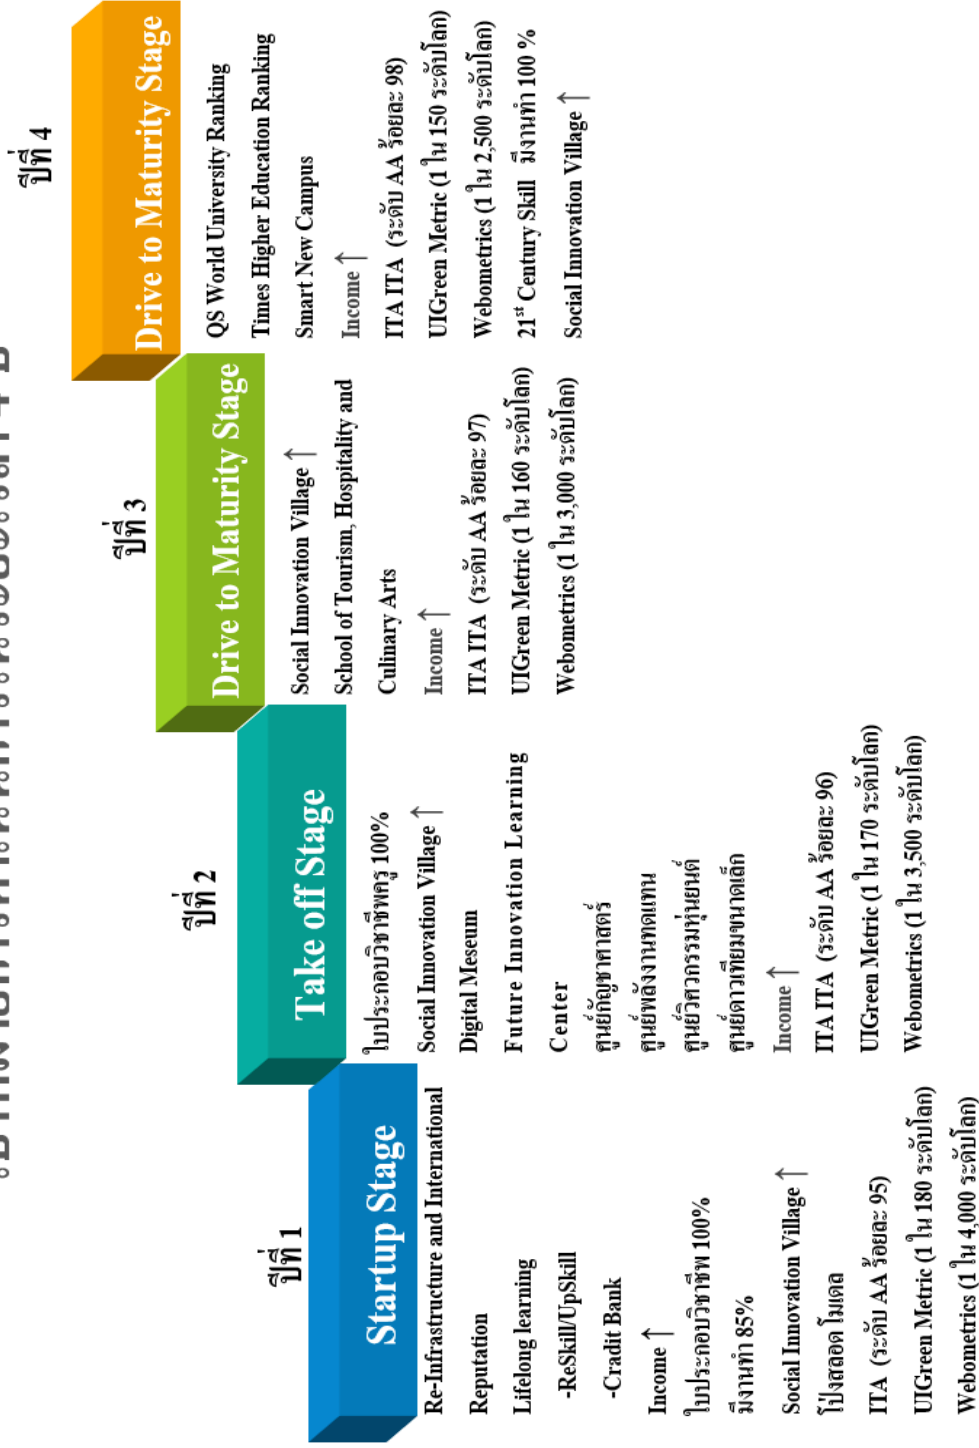 ปีที่ 1
Startup Stage
Re-Infrastructure and International
Reputation
Lifelong learning
-ReSkill/UpSkill
-Cradit Bank
Income ↑
ใบประกอบวิชาชีพ 100%
มีงานทำ 85%
Social Innovation Village ↑
โป่งสลอดโมเดล
ITA (ระดับ AA ร้อยละ 95)
UIGreen Metric (1 ใน 180 ระดับโลก)
Webometrics (1 ใน 4,000 ระดับโลก)
ปีที่ 2
Take off Stage
ใบประกอบวิชาชีพครู 100%
Social Innovation Village ↑
Digital Meseum
Future Innovation Learning
Center
ศูนย์กัญชาศาสตร์
ศูนย์พลังงานทดแทน
ศูนย์วิศวกรรมหุ่นยนต์
ศูนย์ดาวเทียมขนาดเล็ก
Income ↑
ITA ITA (ระดับ AA ร้อยละ 96)
UIGreen Metric (1 ใน 170 ระดับโลก)
Webometrics (1 ใน 3,500 ระดับโลก)
ปีที่ 3
Drive to Maturity Stage
Social Innovation Village ↑
School of Tourism, Hospitality and
Culinary Arts
Income ↑
ITA ITA (ระดับ AA ร้อยละ 97)
UIGreen Metric (1 ใน 160 ระดับโลก)
Webometrics (1 ใน 3,000 ระดับโลก)
ปีที่ 4
Drive to Maturity Stage
QS World University Ranking
Times Higher Education Ranking
Smart New Campus
Income ↑
ITA ITA (ระดับ AA ร้อยละ 98)
UIGreen Metric (1 ใน 150 ระดับโลก)
Webometrics (1 ใน 2,500 ระดับโลก)
21st Century Skill มีงานทำ 100 %
Social Innovation Village ↑